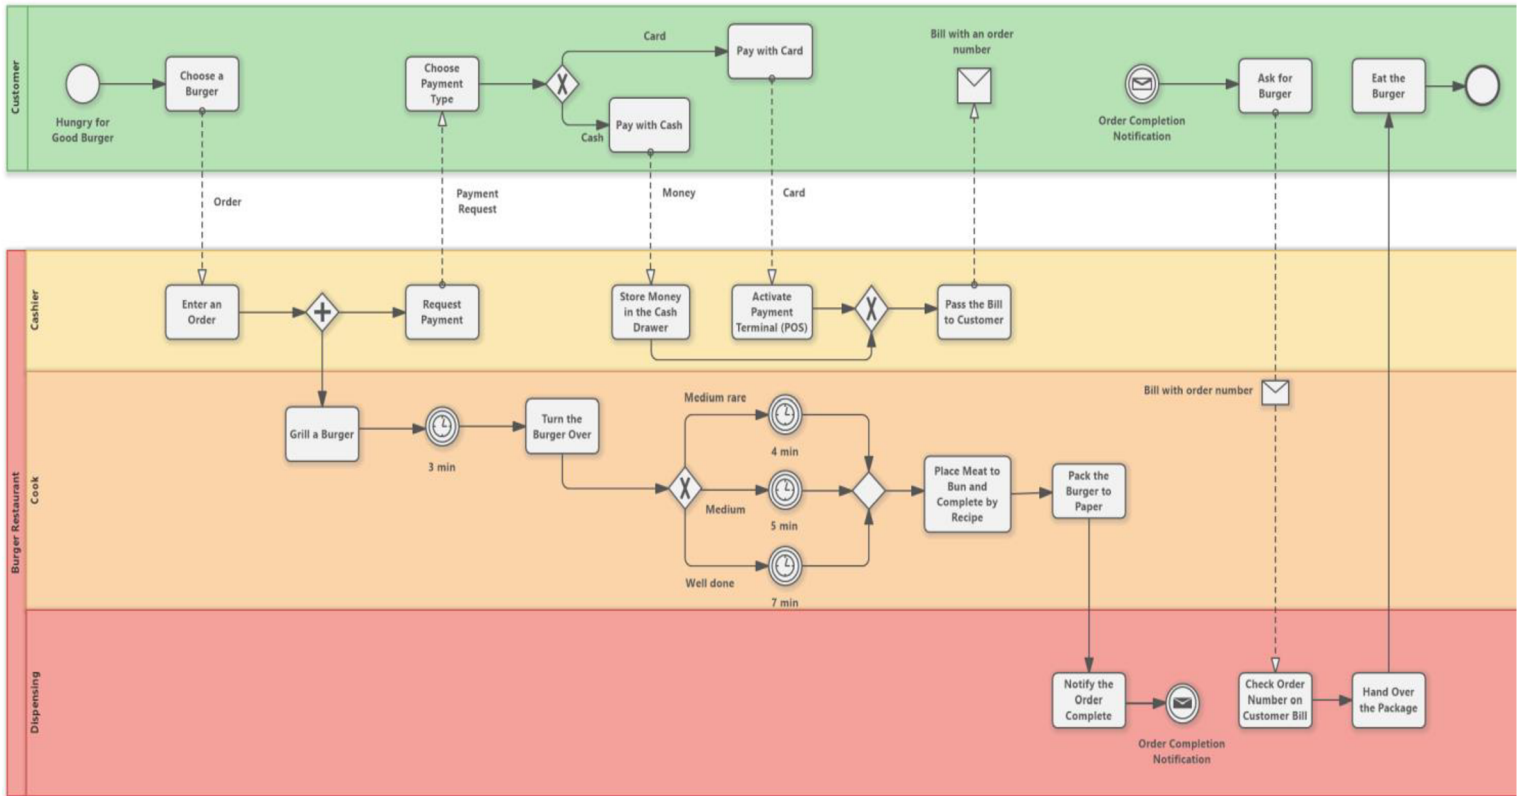 Customer
Hungry for
Good Burger
Choose a
Burger
Order
Choose
Payment
Type
Payment
Request
Card
Cash
Pay with Card
Pay with Cash
Money
Card
Bill with an order
number
Order Completion
Notification
Ask for
Burger
Eat the
Burger
Burger Restaurant
Cashier
Enter an
Order
Request
Payment
Store Money
in the Cash
Drawer
Activate
Payment
Terminal (POS)
Pass the Bill
to Customer
Cook
Grill a Burger
3 min
Turn the
Burger Over
Medium rare
4 min
Medium
5 min
Well done
7 min
Place Meat to
Bun and
Complete by
Recipe
Pack the
Burger to
Paper
Bill with order number
Dispensing
Notify the
Order
Complete
Order Completion
Notification
Check Order
Number on
Customer Bill
Hand Over
the Package